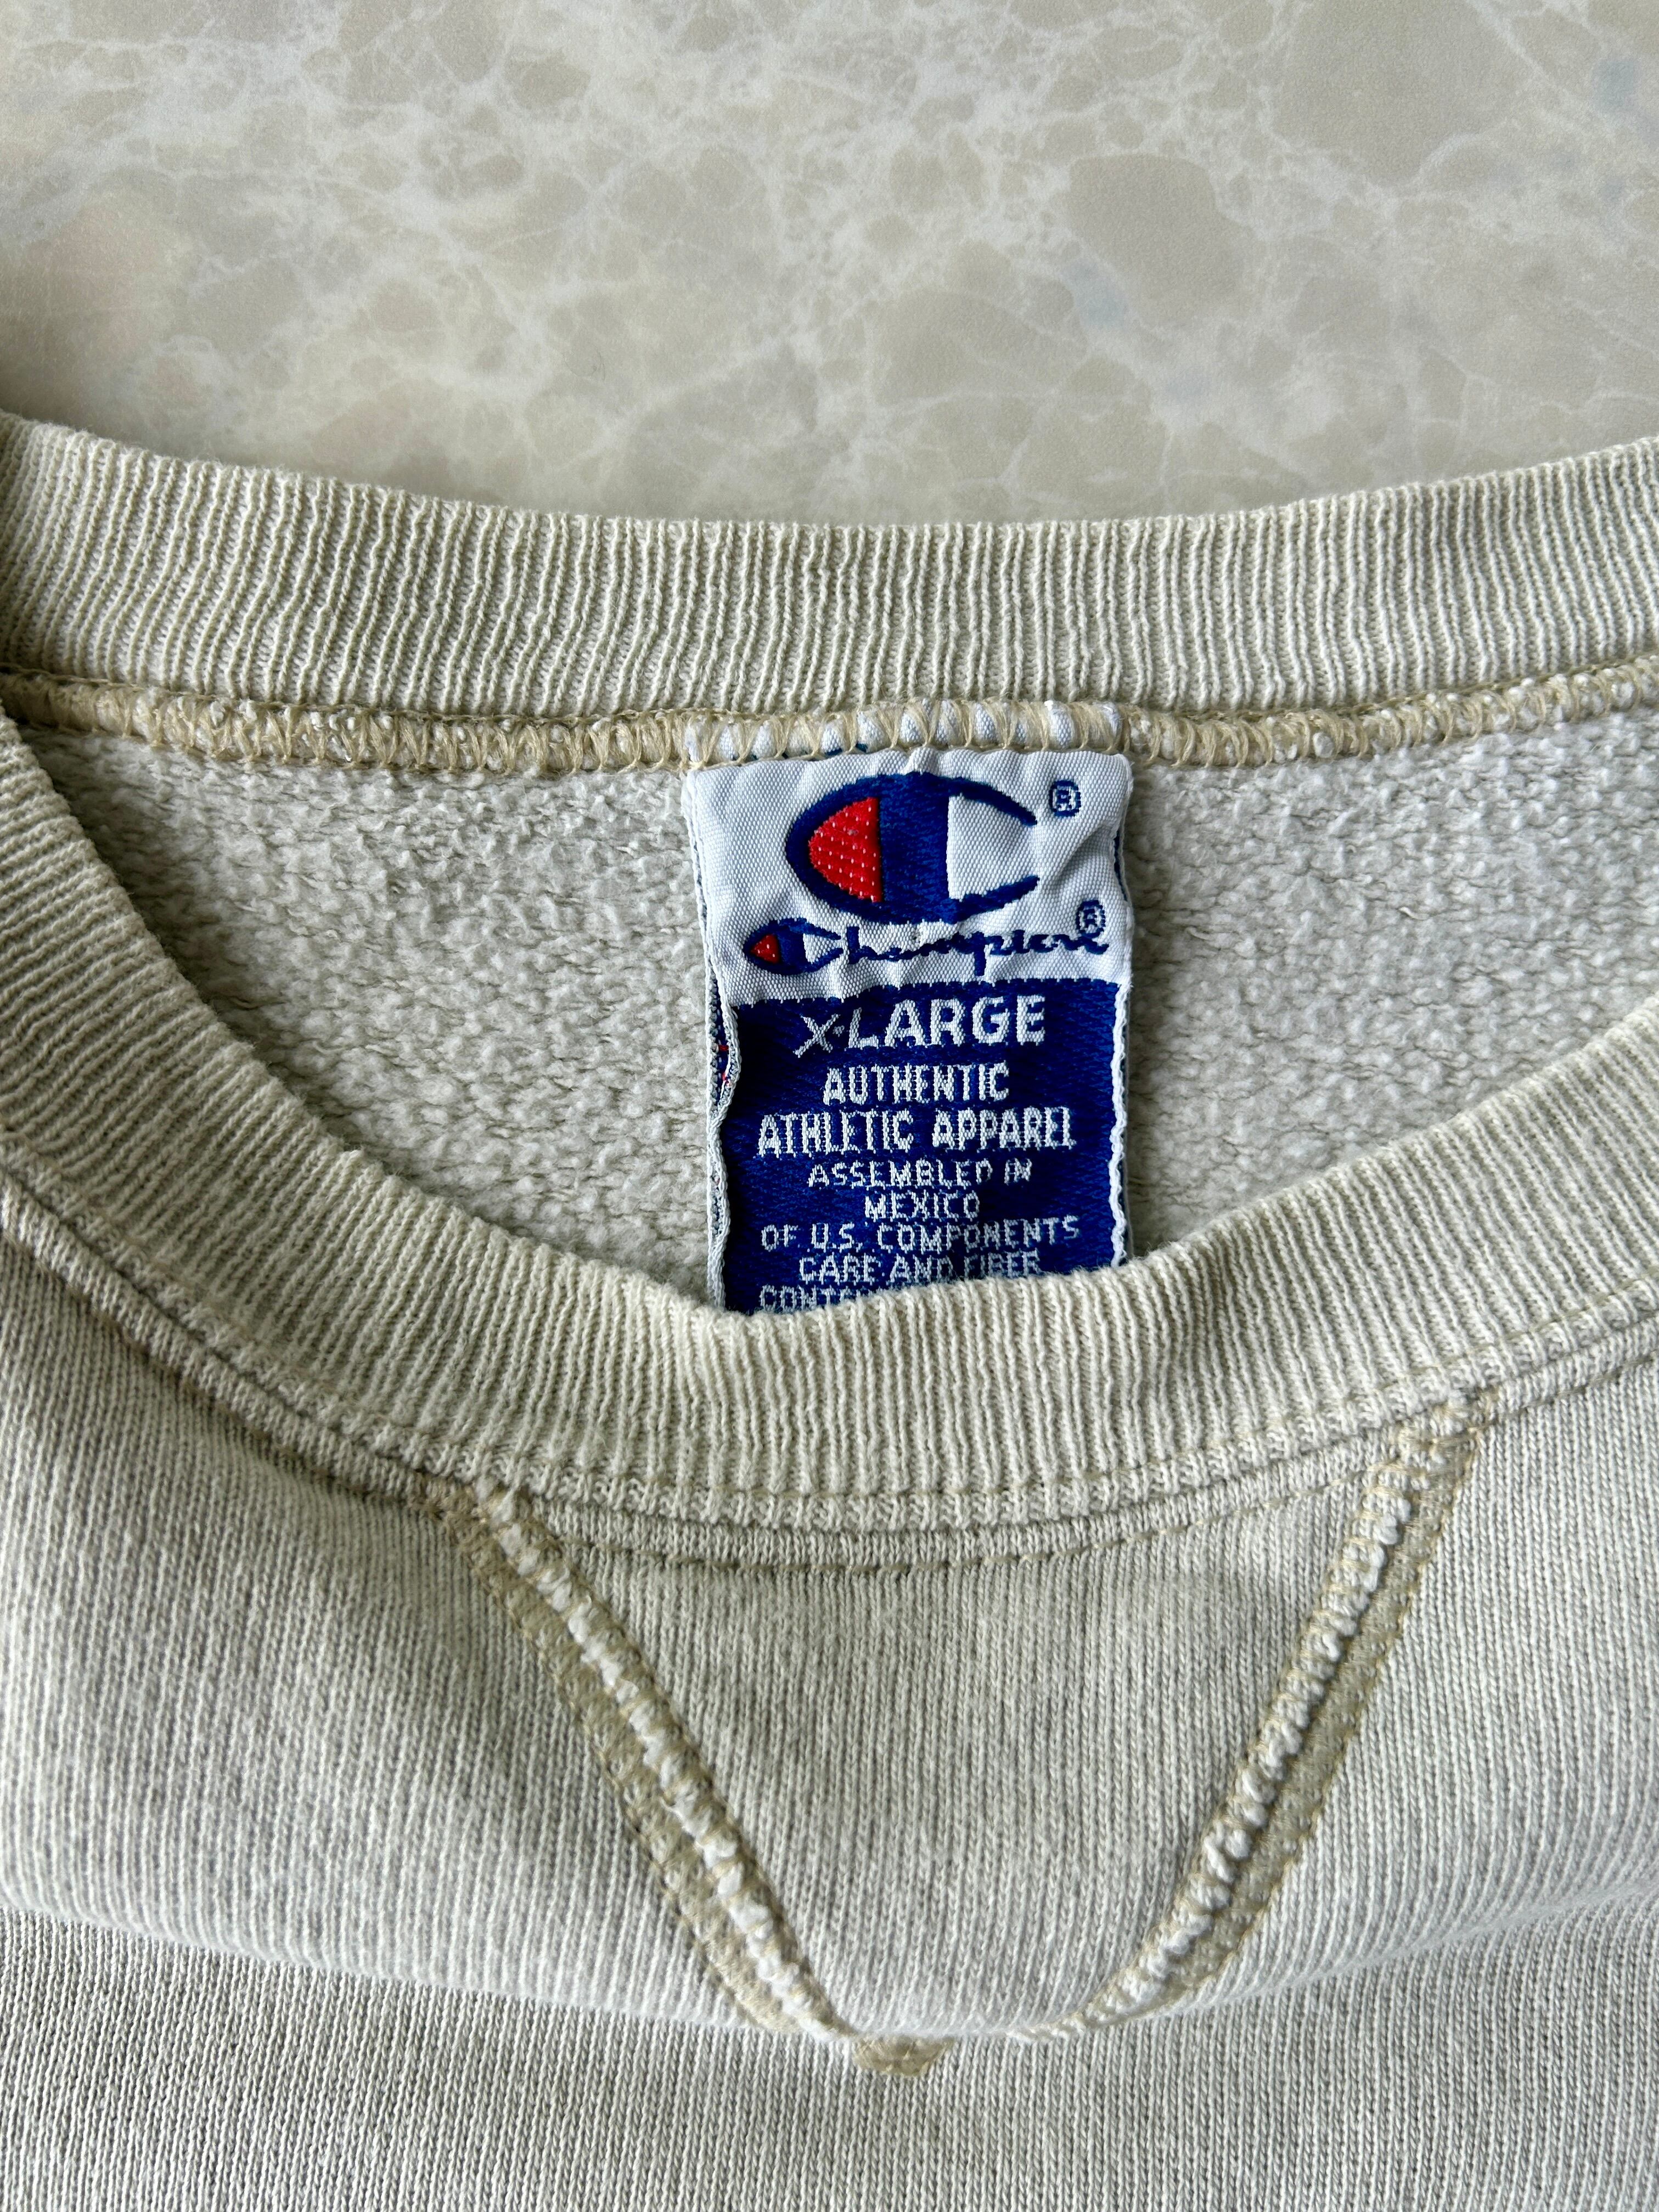 ®
Champion®
X-LARGE
AUTHENTIC
ATHLETIC APPAREL
ASSEMBLED IN
MEXICO
OF U.S. COMPONENTS
CARE AND FIBER